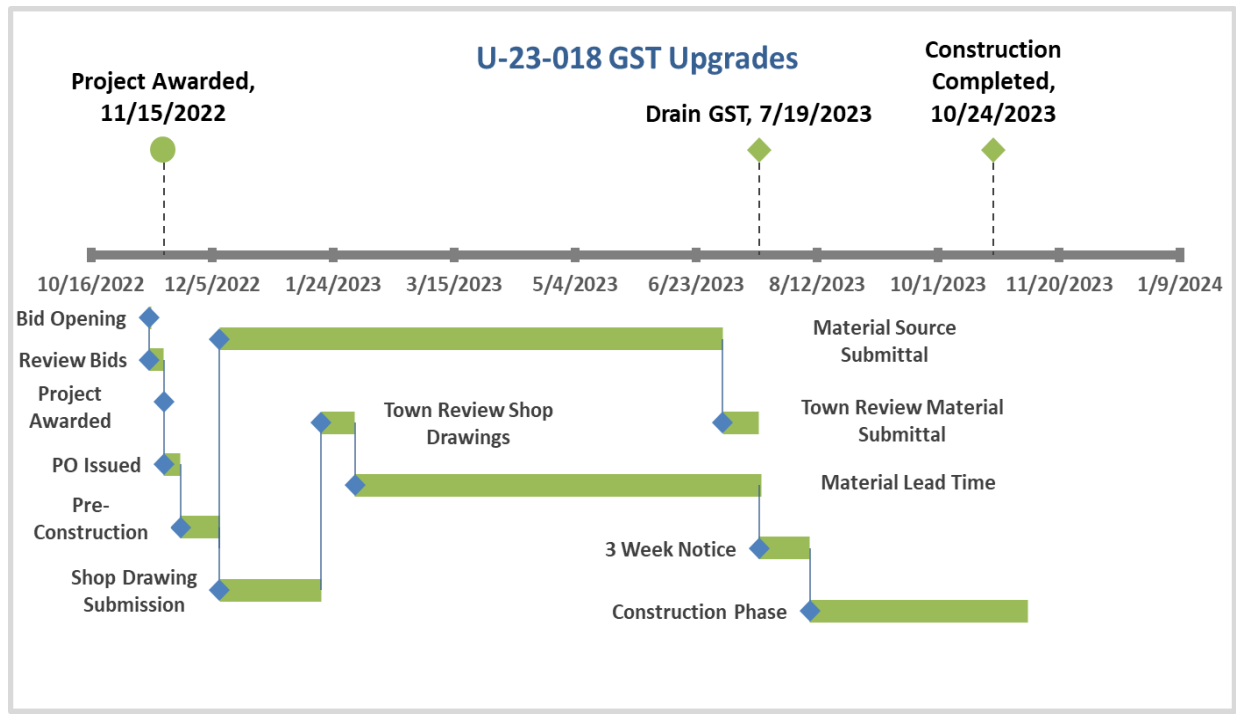 U-23-018 GST Upgrades
Project Awarded,
11/15/2022
Drain GST, 7/19/2023
Construction
Completed,
10/24/2023
10/16/2022 12/5/2022 1/24/2023 3/15/2023 5/4/2023 6/23/2023 8/12/2023 10/1/2023 11/20/2023 1/9/2024
Bid Opening
Material Source
Submittal
Review Bids
Project
Awarded
Town Review Shop
Drawings
Town Review Material
Submittal
PO Issued
Material Lead Time
Pre-
Construction
3 Week Notice
Shop Drawing
Submission
Construction Phase